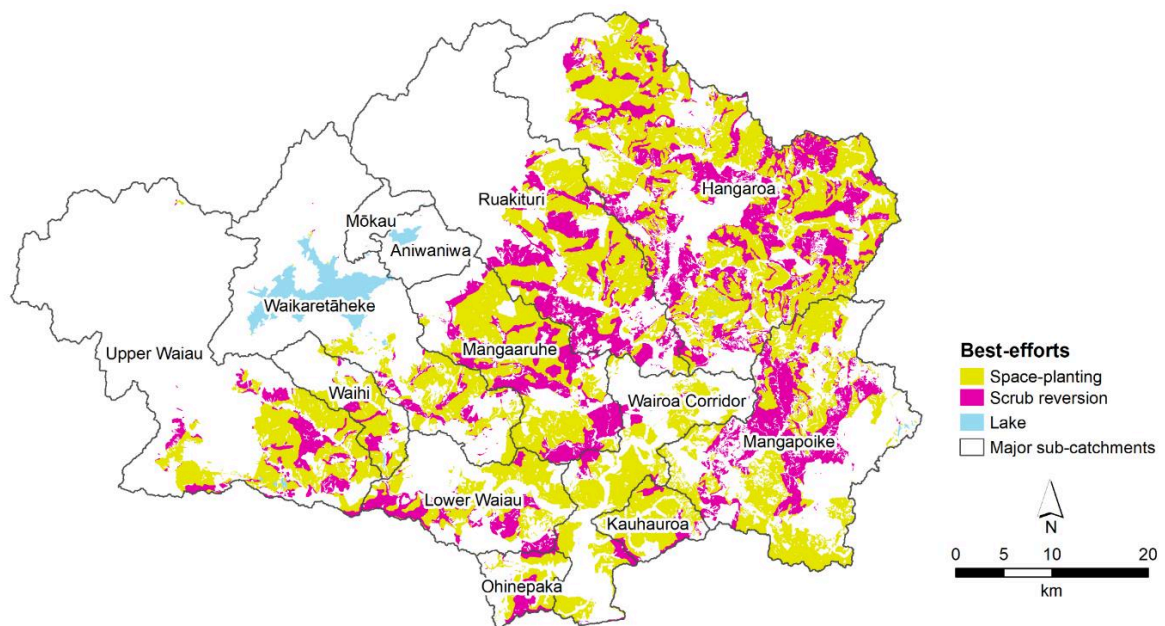 Hangaroa
Ruakituri
Mōkau
Aniwaniwa
Waikaretāheke
Upper Waiau
Mangaaruhe
Waihi
Wairoa Corridor
Mangapoike
Lower Waiau
Kauhauroa
Ohinepaka
Best-efforts
Space-planting
Scrub reversion
Lake
Major sub-catchments
N
0 5 10 20
km